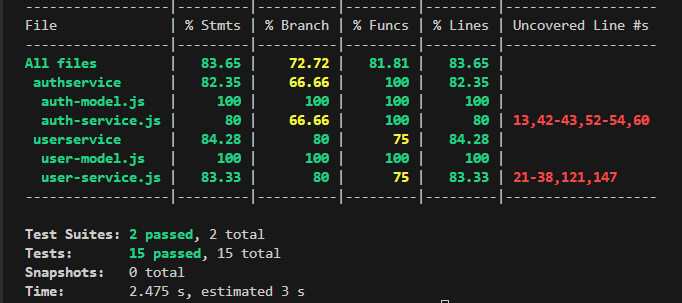 -------------------|---------|----------|---------|---------|-------------------
File               | % Stmts | % Branch | % Funcs | % Lines | Uncovered Line #s
-------------------|---------|----------|---------|---------|-------------------
All files          |   83.65 |    72.72 |   81.81 |   83.65 |
 authservice       |   82.35 |    66.66 |     100 |   82.35 |
  auth-model.js    |     100 |      100 |     100 |     100 |
  auth-service.js  |      80 |    66.66 |     100 |      80 | 13,42-43,52-54,60
 userservice       |   84.28 |       80 |      75 |   84.28 |
  user-model.js    |     100 |      100 |     100 |     100 |
  user-service.js  |   83.33 |       80 |      75 |   83.33 | 21-38,121,147
-------------------|---------|----------|---------|---------|-------------------
Test Suites: 2 passed, 2 total
Tests:       15 passed, 15 total
Snapshots:   0 total
Time:        2.475 s, estimated 3 s